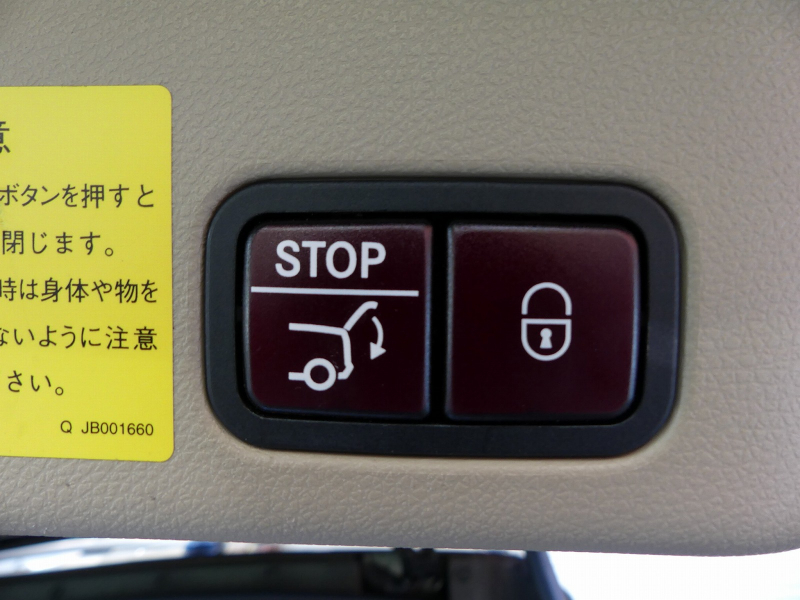 意
ボタンを押すと
閉じます。
時は身体や物を
ないように注意
さい。
Q JB001660
STOP